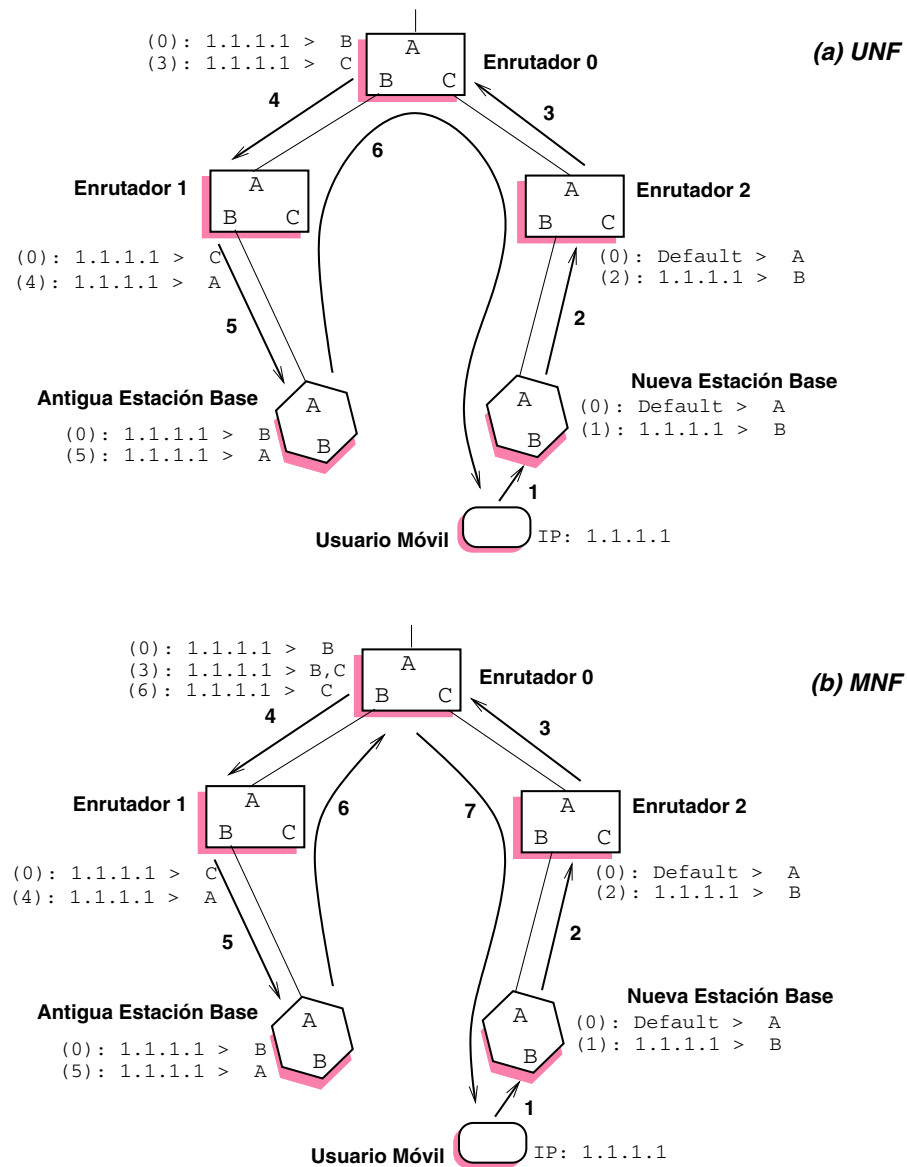 (0): 1.1.1.1 > B
(3): 1.1.1.1 > C
A
B C
Enrutador 0
(a) UNF
4
3
6
Enrutador 1
A
B C
A
B C
Enrutador 2
(0): 1.1.1.1 > C
(4): 1.1.1.1 > A
(0): Default > A
(2): 1.1.1.1 > B
5
2
Antigua Estación Base
(0): 1.1.1.1 > B
(5): 1.1.1.1 > A
A
B
A
B
Nueva Estación Base
(0): Default > A
(1): 1.1.1.1 > B
1
Usuario Móvil
IP: 1.1.1.1
(0): 1.1.1.1 > B
(3): 1.1.1.1 > B,C
(6): 1.1.1.1 > C
A
B C
Enrutador 0
(b) MNF
4
3
6
7
Enrutador 1
A
B C
A
B C
Enrutador 2
(0): 1.1.1.1 > C
(4): 1.1.1.1 > A
(0): Default > A
(2): 1.1.1.1 > B
5
2
Antigua Estación Base
(0): 1.1.1.1 > B
(5): 1.1.1.1 > A
A
B
A
B
Nueva Estación Base
(0): Default > A
(1): 1.1.1.1 > B
1
Usuario Móvil
IP: 1.1.1.1